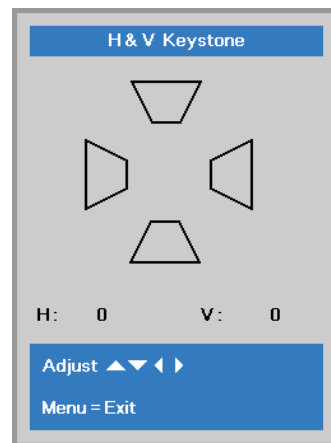 H & V Keystone
H: 0 V: 0
Adjust ▲▼◀▶
Menu = Exit